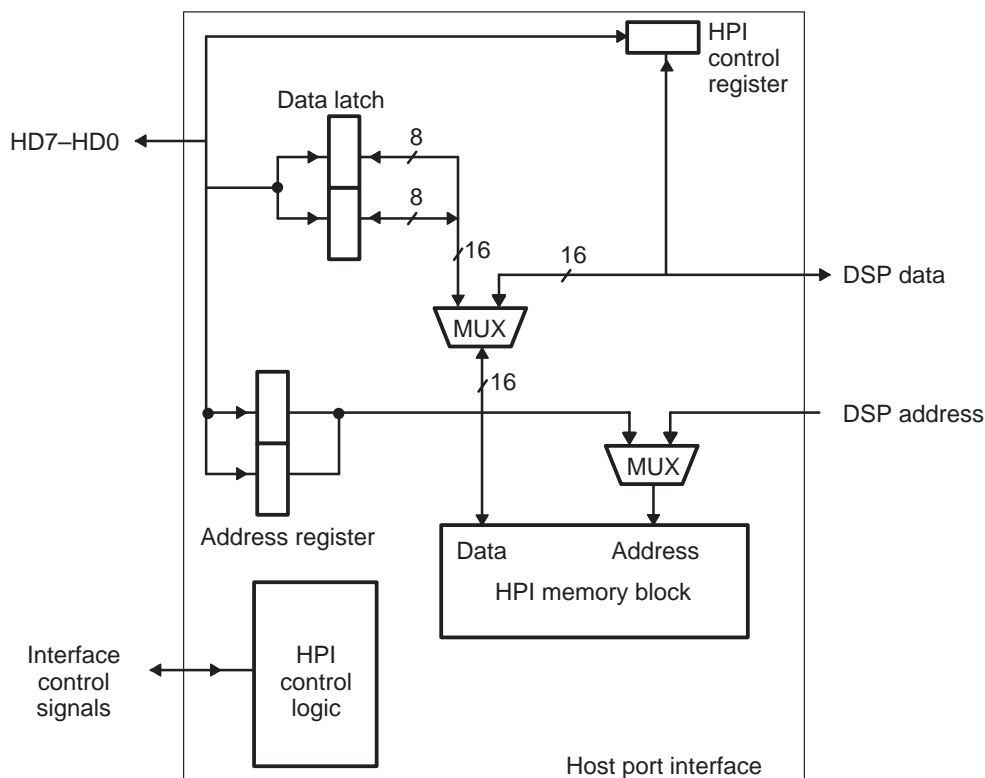 HPI
control
register
Data latch
HD7–HD0
8
8
16
16
DSP data
MUX
16
DSP address
MUX
Address register
Data
Address
HPI memory block
Interface
control
signals
HPI
control
logic
Host port interface